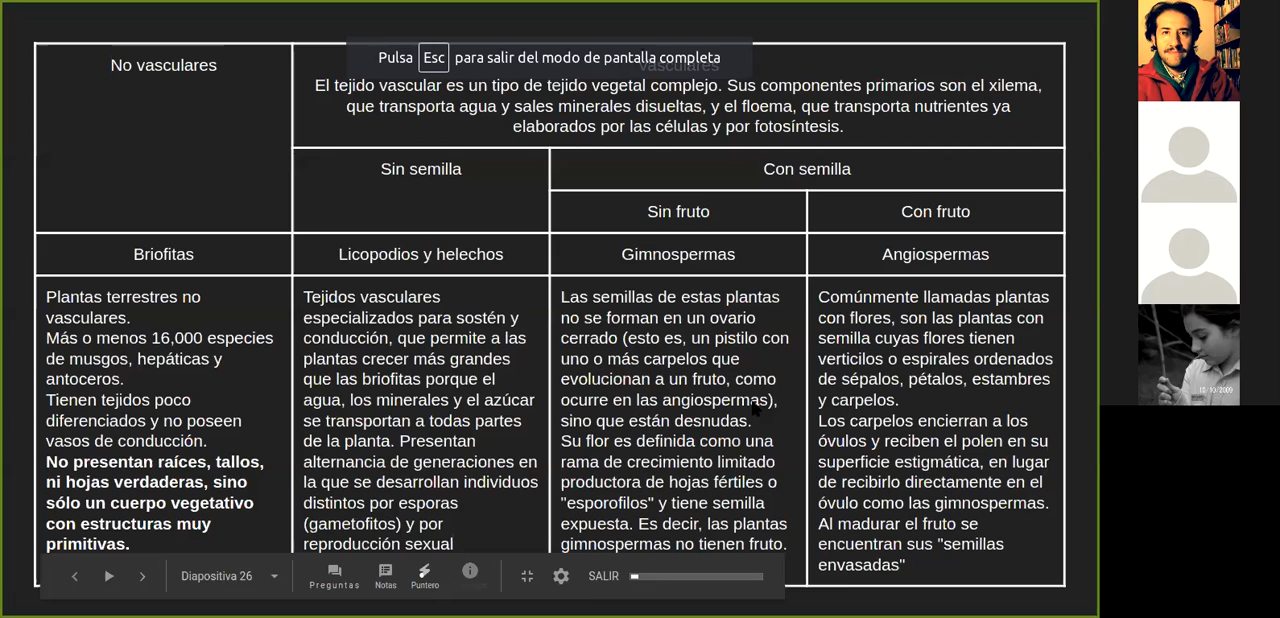 Pulsa Esc para salir del modo de pantalla completa
No vasculares
Vasculares
El tejido vascular es un tipo de tejido vegetal complejo. Sus componentes primarios son el xilema,
que transporta agua y sales minerales disueltas, y el floema, que transporta nutrientes ya
elaborados por las células y por fotosíntesis.
Sin semilla
Con semilla
Sin fruto
Con fruto
Briofitas
Licopodios y helechos
Gimnospermas
Angiospermas
Plantas terrestres no
vasculares.
Más o menos 16,000 especies
de musgos, hepáticas y
antoceros.
Tienen tejidos poco
diferenciados y no poseen
vasos de conducción.
No presentan raíces, tallos,
ni hojas verdaderas, sino
sólo un cuerpo vegetativo
con estructuras muy
primitivas.
Tejidos vasculares
especializados para sostén y
conducción, que permite a las
plantas crecer más grandes
que las briofitas porque el
agua, los minerales y el azúcar
se transportan a todas partes
de la planta. Presentan
alternancia de generaciones en
la que se desarrollan individuos
distintos por esporas
(gametofitos) y por
reproducción sexual
Las semillas de estas plantas
no se forman en un ovario
cerrado (esto es, un pistilo con
uno o más carpelos que
evolucionan a un fruto, como
ocurre en las angiospermas),
sino que están desnudas.
Su flor es definida como una
rama de crecimiento limitado
productora de hojas fértiles o
"esporofilos" y tiene semilla
expuesta. Es decir, las plantas
gimnospermas no tienen fruto.
Comúnmente llamadas plantas
con flores, son las plantas con
semilla cuyas flores tienen
verticilos o espirales ordenados
de sépalos, pétalos, estambres
y carpelos.
Los carpelos encierran a los
óvulos y reciben el polen en su
superficie estigmática, en lugar
de recibirlo directamente en el
óvulo como las gimnospermas.
Al madurar el fruto se
encuentran sus "semillas
envasadas"
Diapositiva 26
Preguntas
Notas
Puntero
SALIR